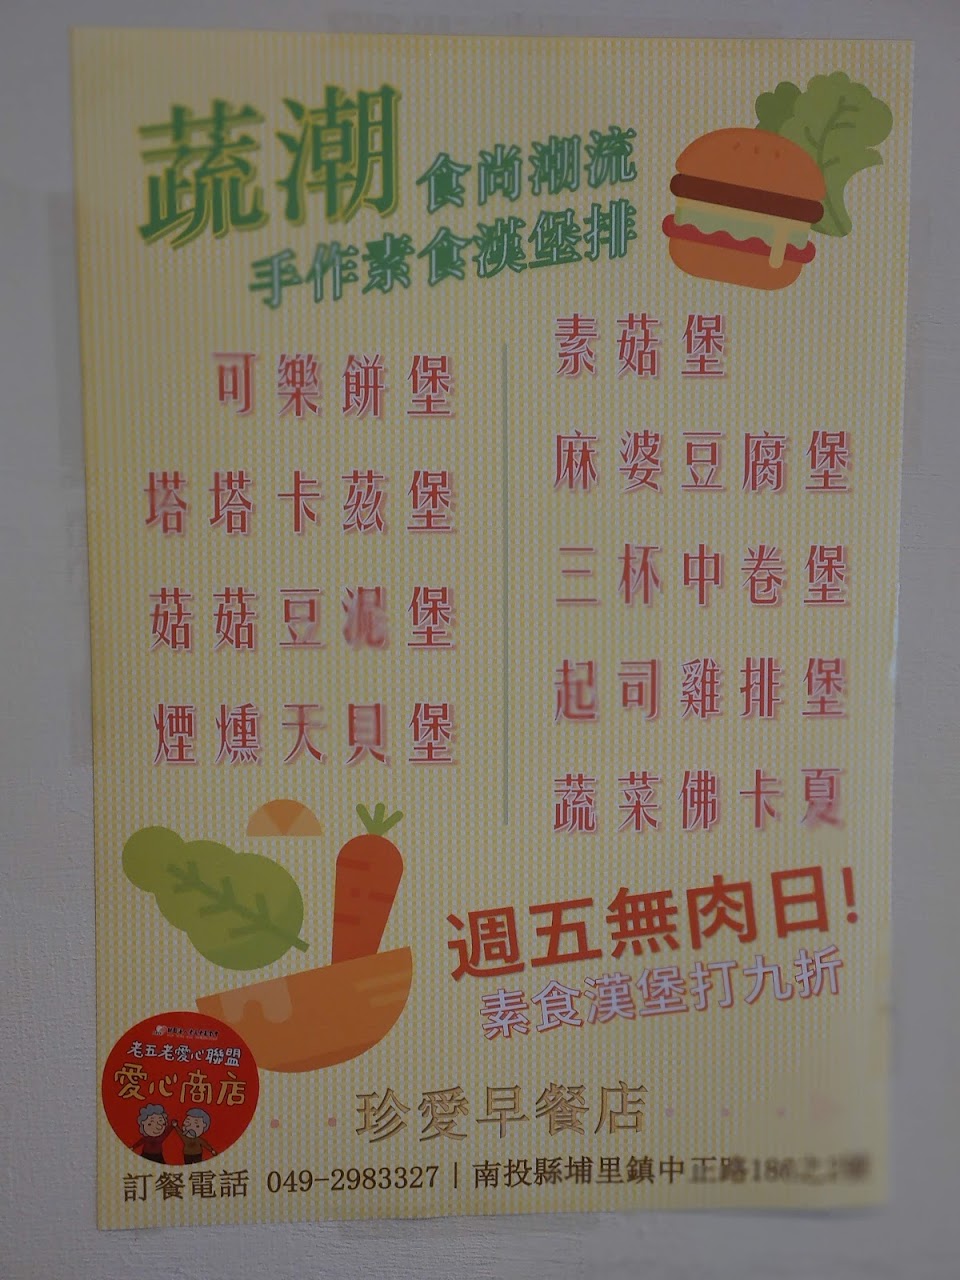 蔬潮
食尚潮流
手作素食漢堡排
可樂餅堡
塔塔卡茲堡
菇菇豆泥堡
煙燻天貝堡
素菇堡
麻婆豆腐堡
三杯中卷堡
起司雞排堡
蔬菜佛卡夏
週五無肉日!
素食漢堡打九折
老五老愛心聯盟
愛心商店
珍愛早餐店
訂餐電話 049-2983327｜南投縣埔里鎮中正路